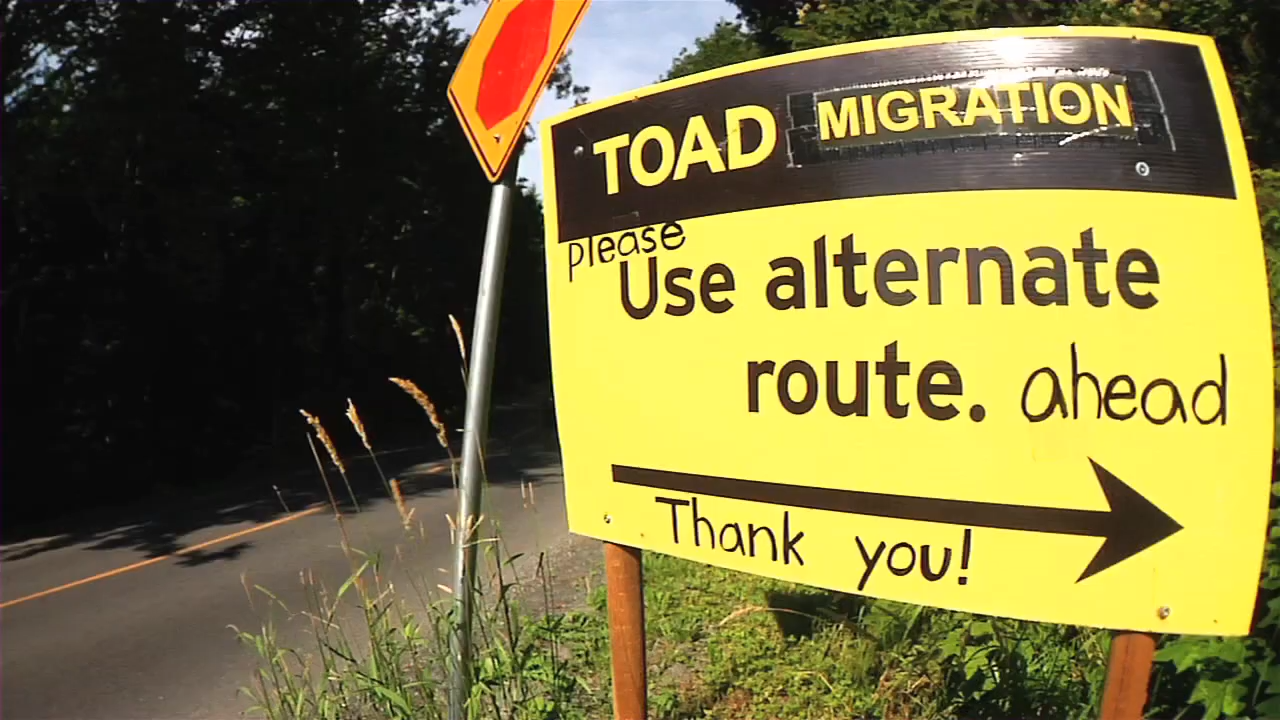 TOAD MIGRATION
please
Use alternate
route. ahead
Thank you!